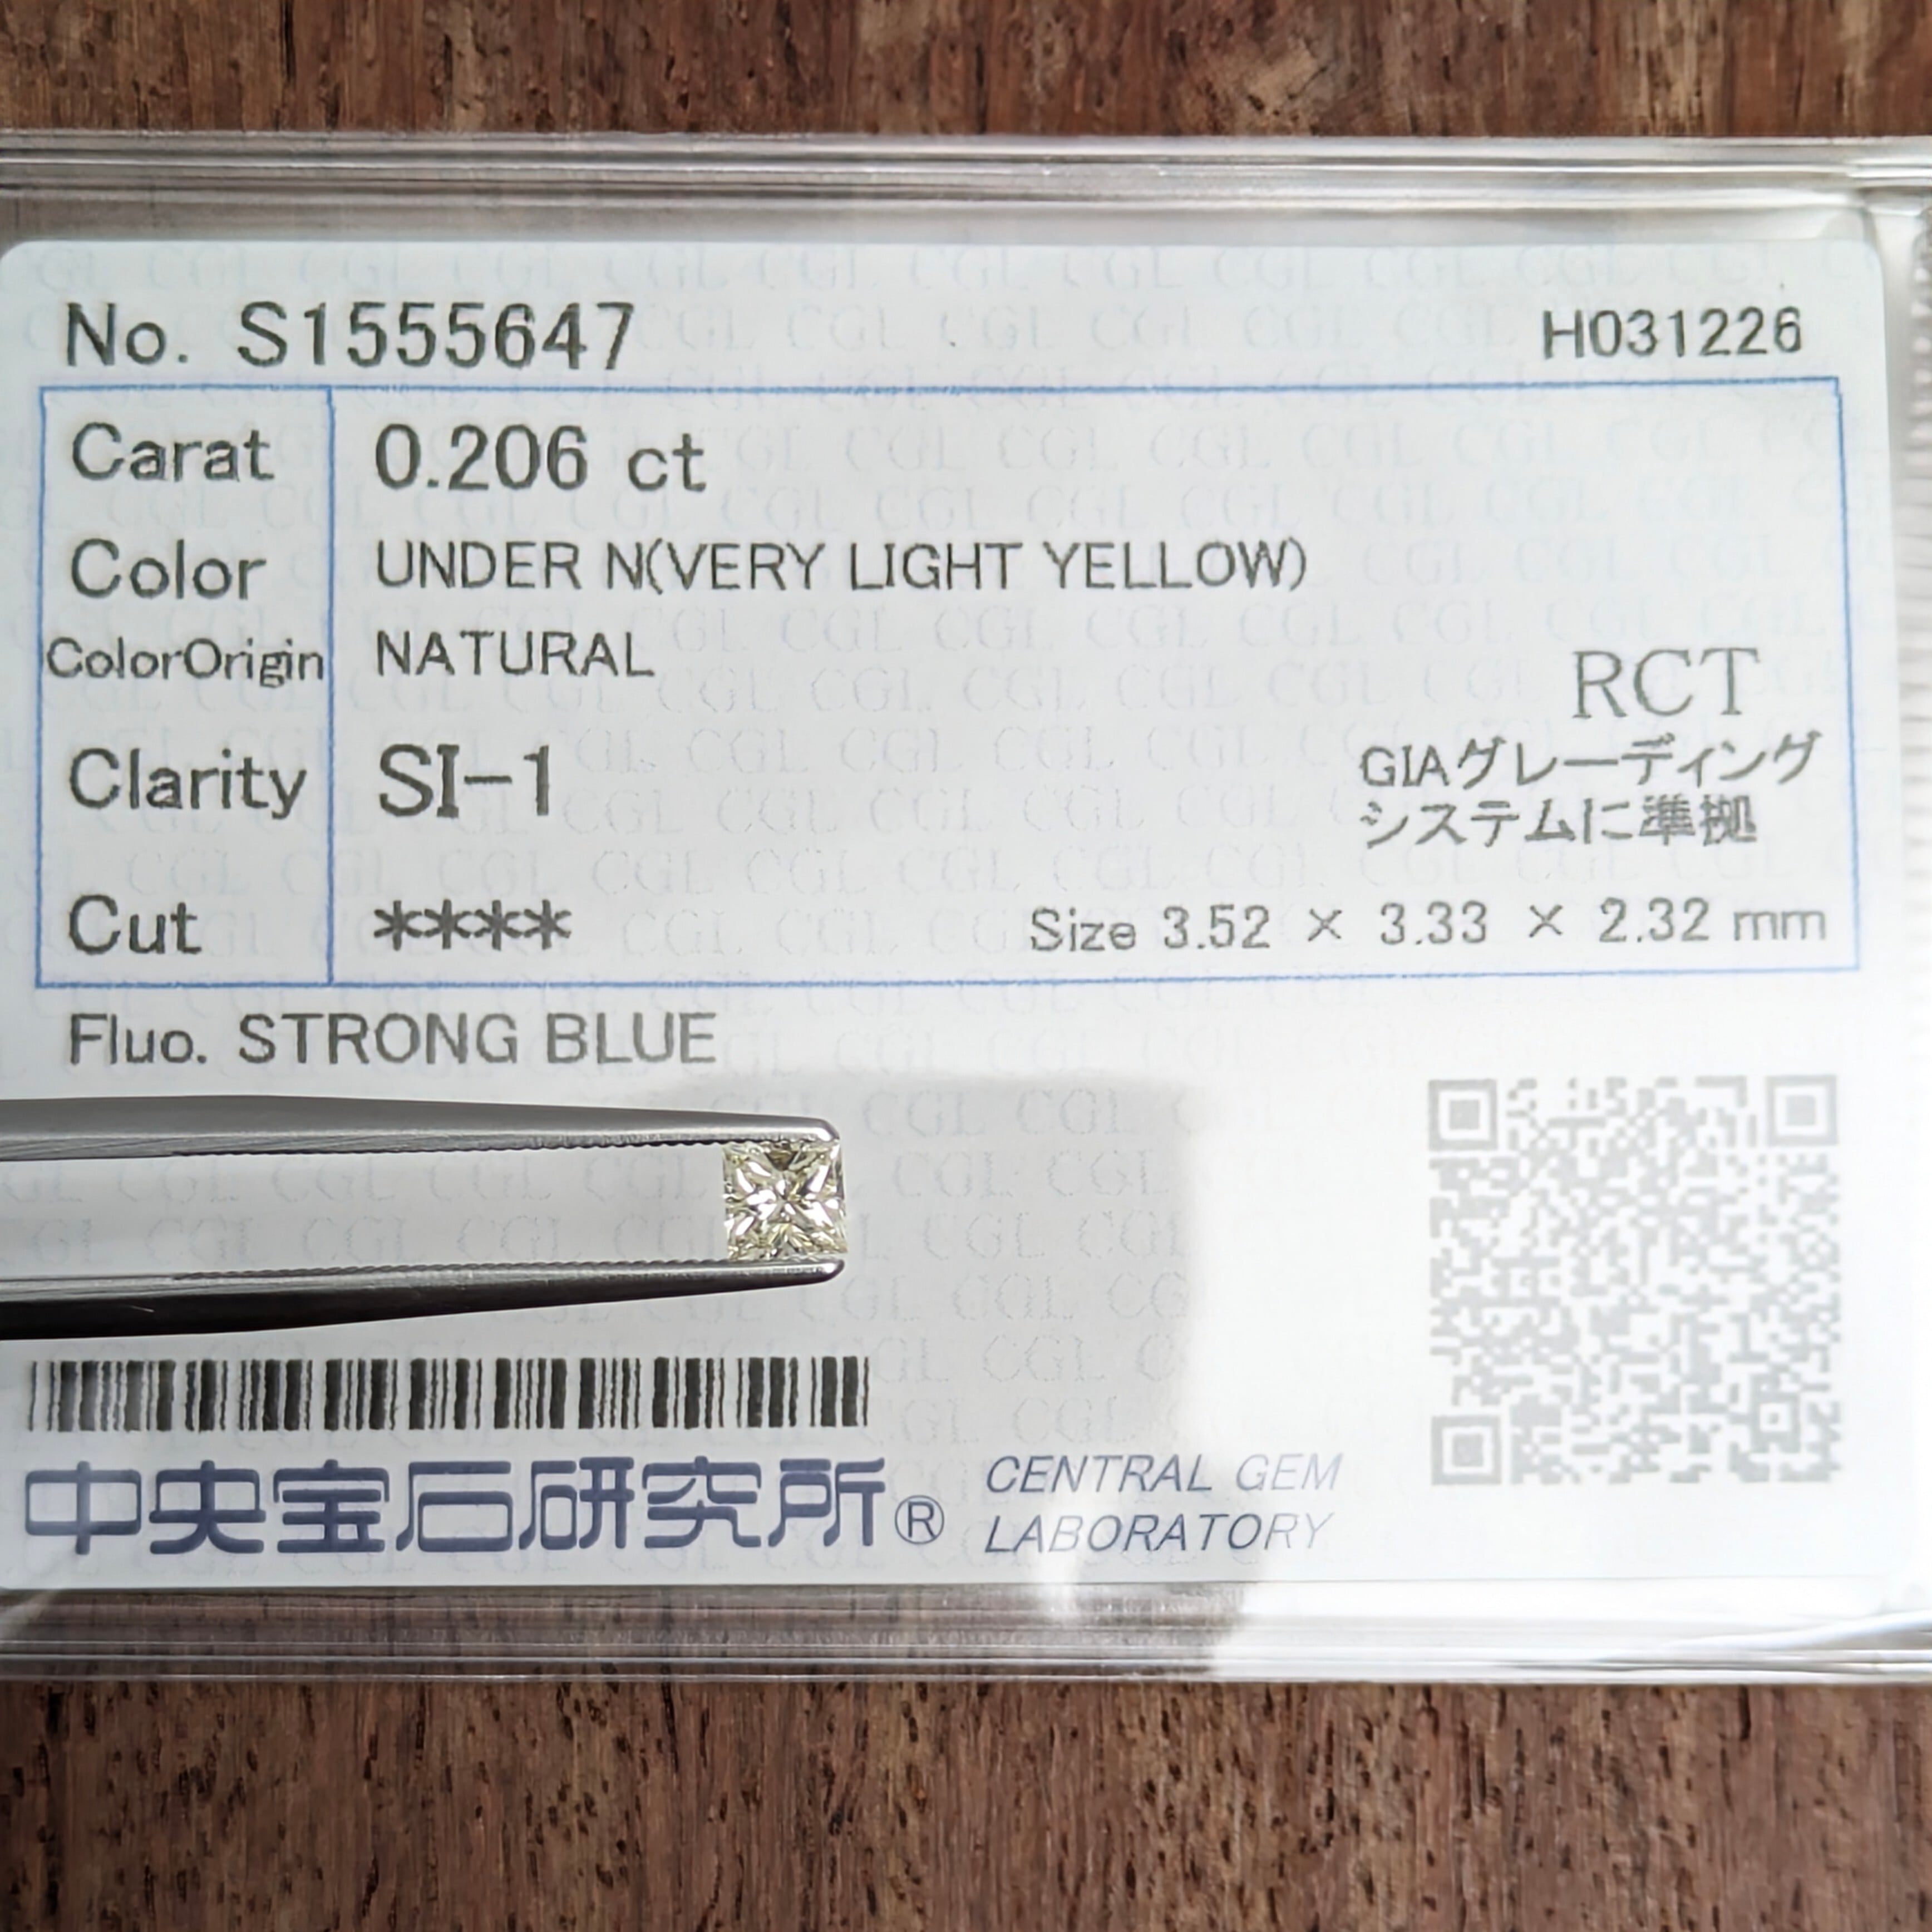 No. S1555647 H031226
Carat 0.206 ct
Color UNDER N(VERY LIGHT YELLOW)
ColorOrigin NATURAL
RCT
Clarity SI-1
GIAグレーディング
システムに準拠
Cut ****
Size 3.52 × 3.33 × 2.32 mm
Fluo. STRONG BLUE
中央宝石研究所®
CENTRAL GEM
LABORATORY